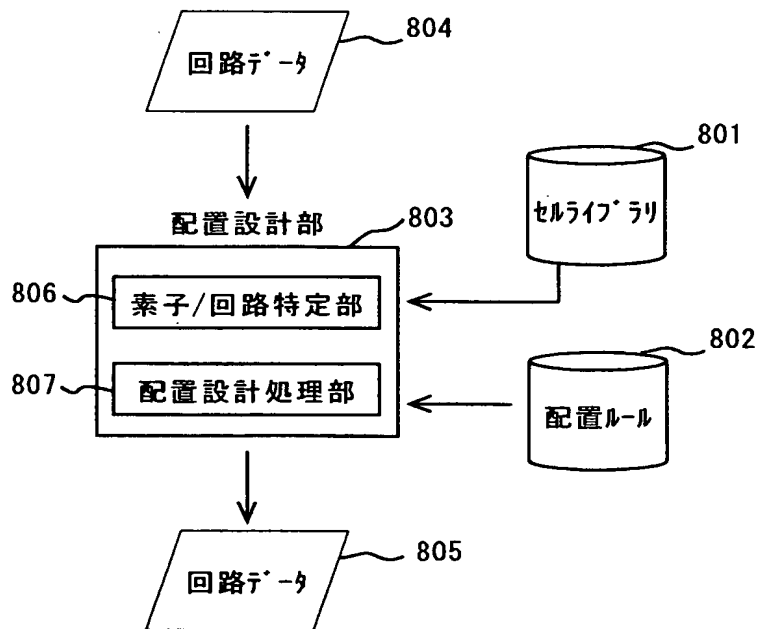 804
回路ﾃﾞｰﾀ
801
ｾﾙﾗｲﾌﾞﾗﾘ
配置設計部
803
806
素子/回路特定部
802
807
配置設計処理部
配置ﾙｰﾙ
805
回路ﾃﾞｰﾀ